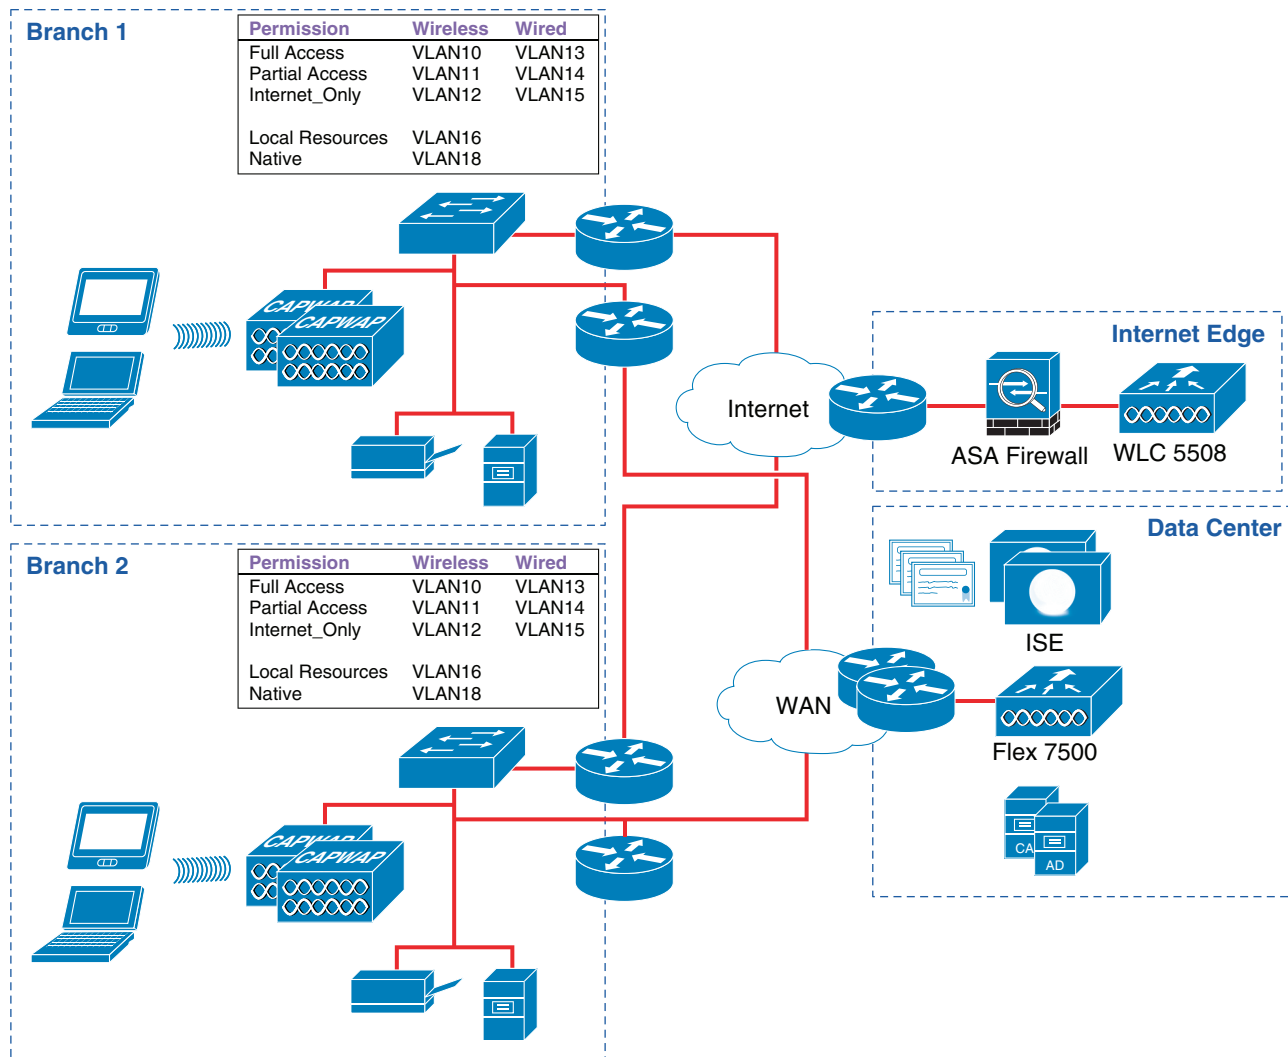 Branch 1
Permission Wireless Wired
Full Access VLAN10 VLAN13
Partial Access VLAN11 VLAN14
Internet_Only VLAN12 VLAN15
Local Resources VLAN16
Native VLAN18
CAPWAP
CAPWAP
Internet
Internet Edge
ASA Firewall
WLC 5508
Branch 2
Permission Wireless Wired
Full Access VLAN10 VLAN13
Partial Access VLAN11 VLAN14
Internet_Only VLAN12 VLAN15
Local Resources VLAN16
Native VLAN18
CAPWAP
CAPWAP
WAN
Data Center
ISE
Flex 7500
CA
AD